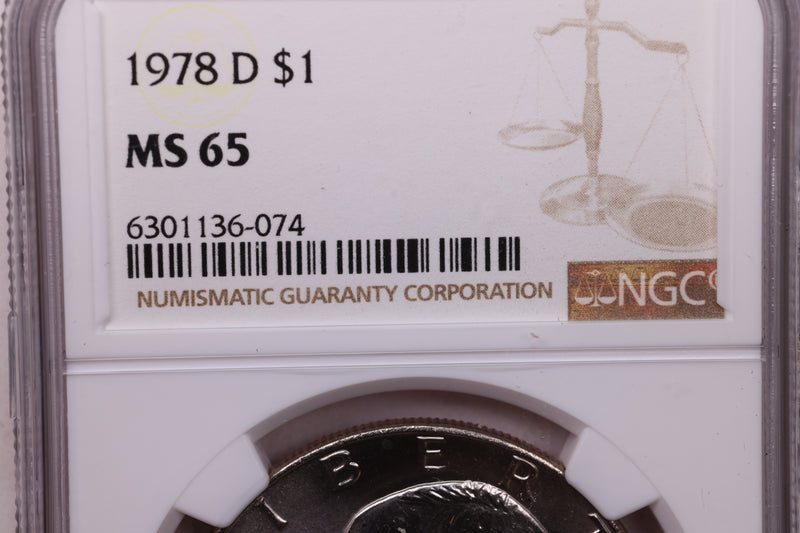 1978 D $1
MS 65
6301136-074
NUMISMATIC GUARANTY CORPORATION
NGC®
IBERT